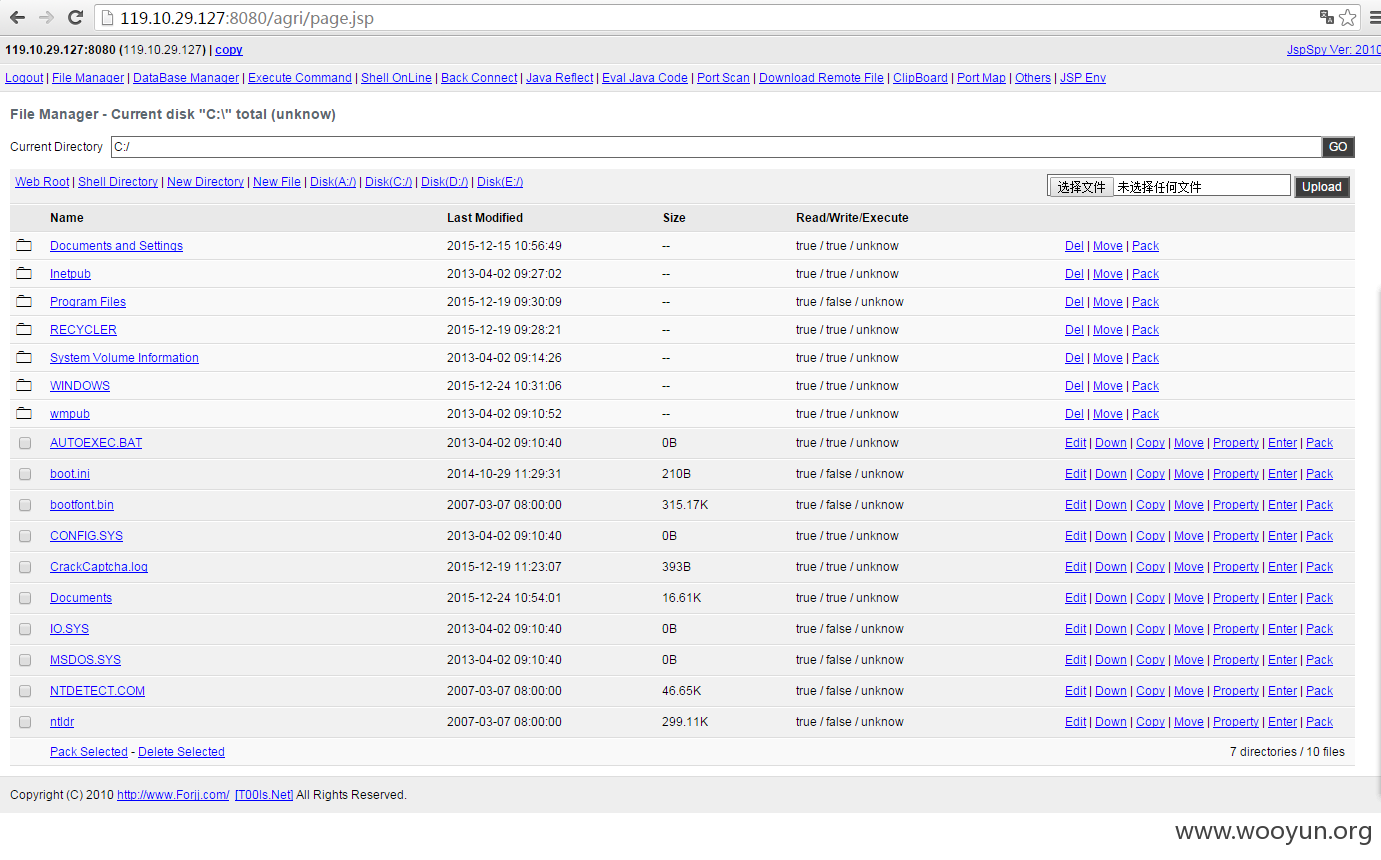 119.10.29.127:8080/agri/page.jsp
119.10.29.127:8080 (119.10.29.127) | copy JspSpy Ver: 2010
Logout | File Manager | DataBase Manager | Execute Command | Shell OnLine | Back Connect | Java Reflect | Eval Java Code | Port Scan | Download Remote File | ClipBoard | Port Map | Others | JSP Env
File Manager - Current disk "C:\" total (unknow)
Current Directory C:/ GO
Web Root | Shell Directory | New Directory | New File | Disk(A:/) | Disk(C:/) | Disk(D:/) | Disk(E:/) 选择文件 未选择任何文件 Upload
Name Last Modified Size Read/Write/Execute
Documents and Settings 2015-12-15 10:56:49 -- true / true / unknow Del | Move | Pack
Inetpub 2013-04-02 09:27:02 -- true / true / unknow Del | Move | Pack
Program Files 2015-12-19 09:30:09 -- true / false / unknow Del | Move | Pack
RECYCLER 2015-12-19 09:28:21 -- true / true / unknow Del | Move | Pack
System Volume Information 2013-04-02 09:14:26 -- true / true / unknow Del | Move | Pack
WINDOWS 2015-12-24 10:31:06 -- true / true / unknow Del | Move | Pack
wmpub 2013-04-02 09:10:52 -- true / true / unknow Del | Move | Pack
AUTOEXEC.BAT 2013-04-02 09:10:40 0B true / true / unknow Edit | Down | Copy | Move | Property | Enter | Pack
boot.ini 2014-10-29 11:29:31 210B true / false / unknow Edit | Down | Copy | Move | Property | Enter | Pack
bootfont.bin 2007-03-07 08:00:00 315.17K true / false / unknow Edit | Down | Copy | Move | Property | Enter | Pack
CONFIG.SYS 2013-04-02 09:10:40 0B true / true / unknow Edit | Down | Copy | Move | Property | Enter | Pack
CrackCaptcha.log 2015-12-19 11:23:07 393B true / true / unknow Edit | Down | Copy | Move | Property | Enter | Pack
Documents 2015-12-24 10:54:01 16.61K true / true / unknow Edit | Down | Copy | Move | Property | Enter | Pack
IO.SYS 2013-04-02 09:10:40 0B true / false / unknow Edit | Down | Copy | Move | Property | Enter | Pack
MSDOS.SYS 2013-04-02 09:10:40 0B true / false / unknow Edit | Down | Copy | Move | Property | Enter | Pack
NTDETECT.COM 2007-03-07 08:00:00 46.65K true / false / unknow Edit | Down | Copy | Move | Property | Enter | Pack
ntldr 2007-03-07 08:00:00 299.11K true / false / unknow Edit | Down | Copy | Move | Property | Enter | Pack
Pack Selected - Delete Selected 7 directories / 10 files
Copyright (C) 2010 http://www.Forjj.com/ [T00ls.Net] All Rights Reserved.
www.wooyun.org